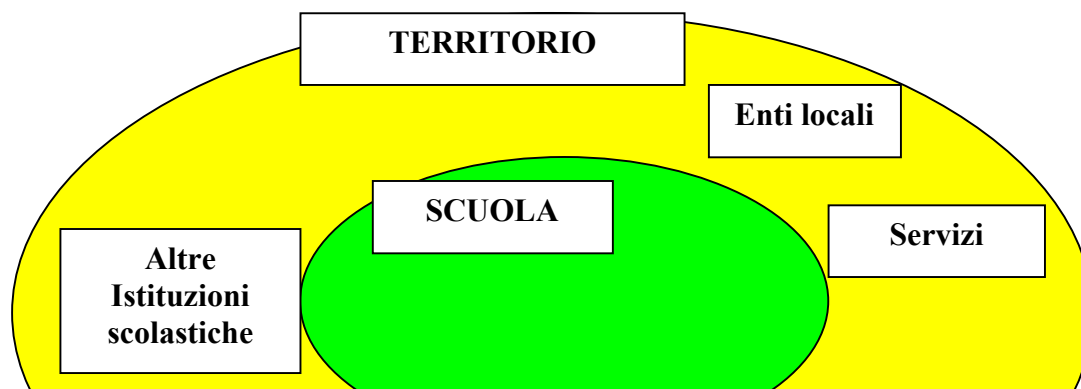 TERRITORIO
Enti locali
SCUOLA
Servizi
Altre
Istituzioni
scolastiche